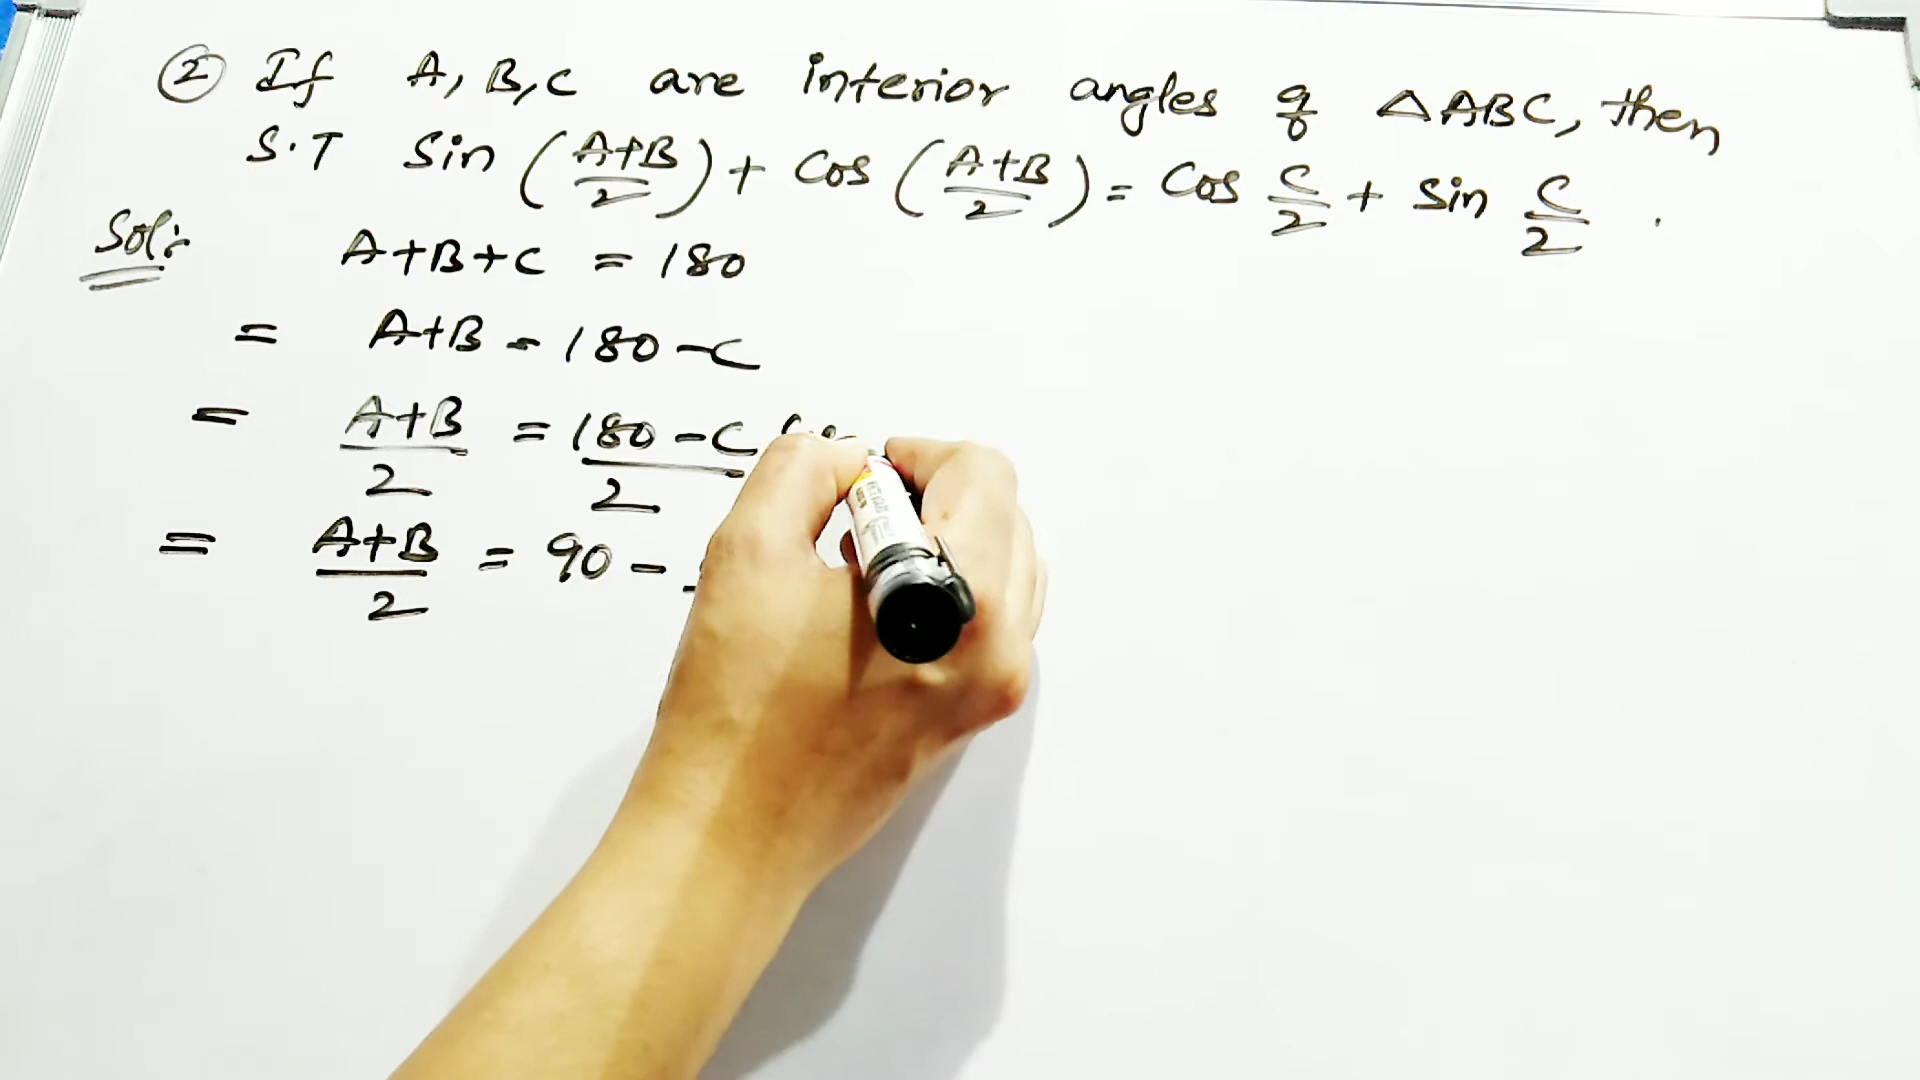 ② If A, B, C are interior angles of △ABC, then
S.T Sin (A+B/2) + Cos (A+B/2) = Cos C/2 + Sin C/2 .
Sol:
A+B+C = 180
= A+B = 180 - C
= A+B/2 = 180 - C/2
= A+B/2 = 90 -